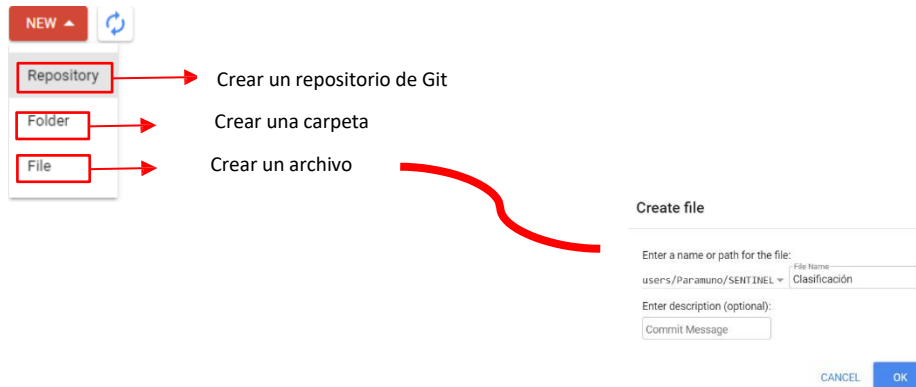 NEW
Repository
Crear un repositorio de Git
Folder
Crear una carpeta
File
Crear un archivo
Create file
Enter a name or path for the file:
File Name
users/Paramuno/SENTINEL
Clasificación
Enter description (optional):
Commit Message
CANCEL
OK